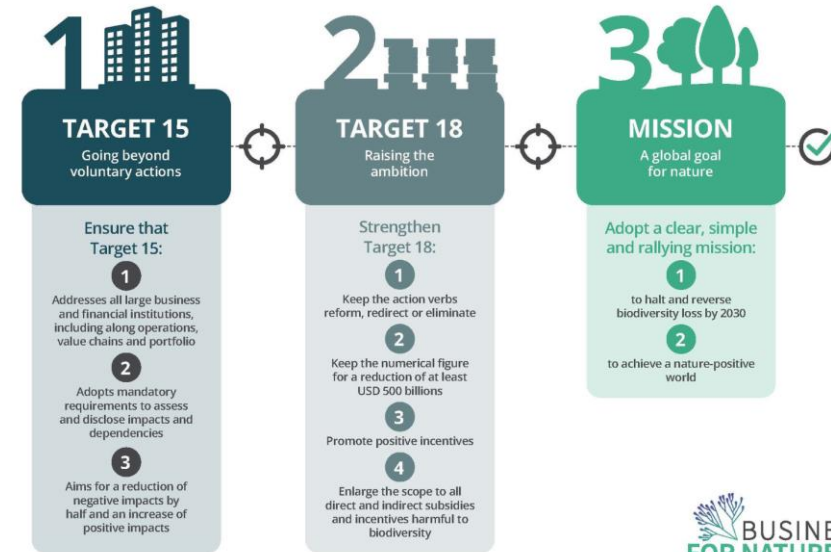 1
TARGET 15
Going beyond
voluntary actions
Ensure that
Target 15:
1
Addresses all large business
and financial institutions,
including along operations,
value chains and portfolio
2
Adopts mandatory
requirements to assess
and disclose impacts and
dependencies
3
Aims for a reduction of
negative impacts by
half and an increase of
positive impacts
2
TARGET 18
Raising the
ambition
Strengthen
Target 18:
1
Keep the action verbs
reform, redirect or eliminate
2
Keep the numerical figure
for a reduction of at least
USD 500 billions
3
Promote positive incentives
4
Enlarge the scope to all
direct and indirect subsidies
and incentives harmful to
biodiversity
3
MISSION
A global goal
for nature
Adopt a clear, simple
and rallying mission:
1
to halt and reverse
biodiversity loss by 2030
2
to achieve a nature-positive
world
BUSINE
FOR NATURE